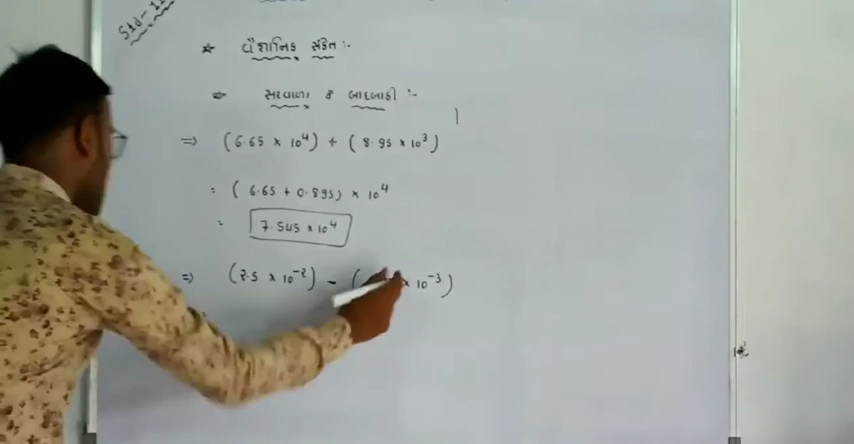 Std-11
☆ વૈજ્ઞાનિક સંકેત :-
⇒ સરવાળા & બાદબાકી :-
⇒ (6.65 × 10⁴) + (8.95 × 10³)
= (6.65 + 0.895) × 10⁴
= 7.545 × 10⁴
⇒ (2.5 × 10⁻²) - ( × 10⁻³)